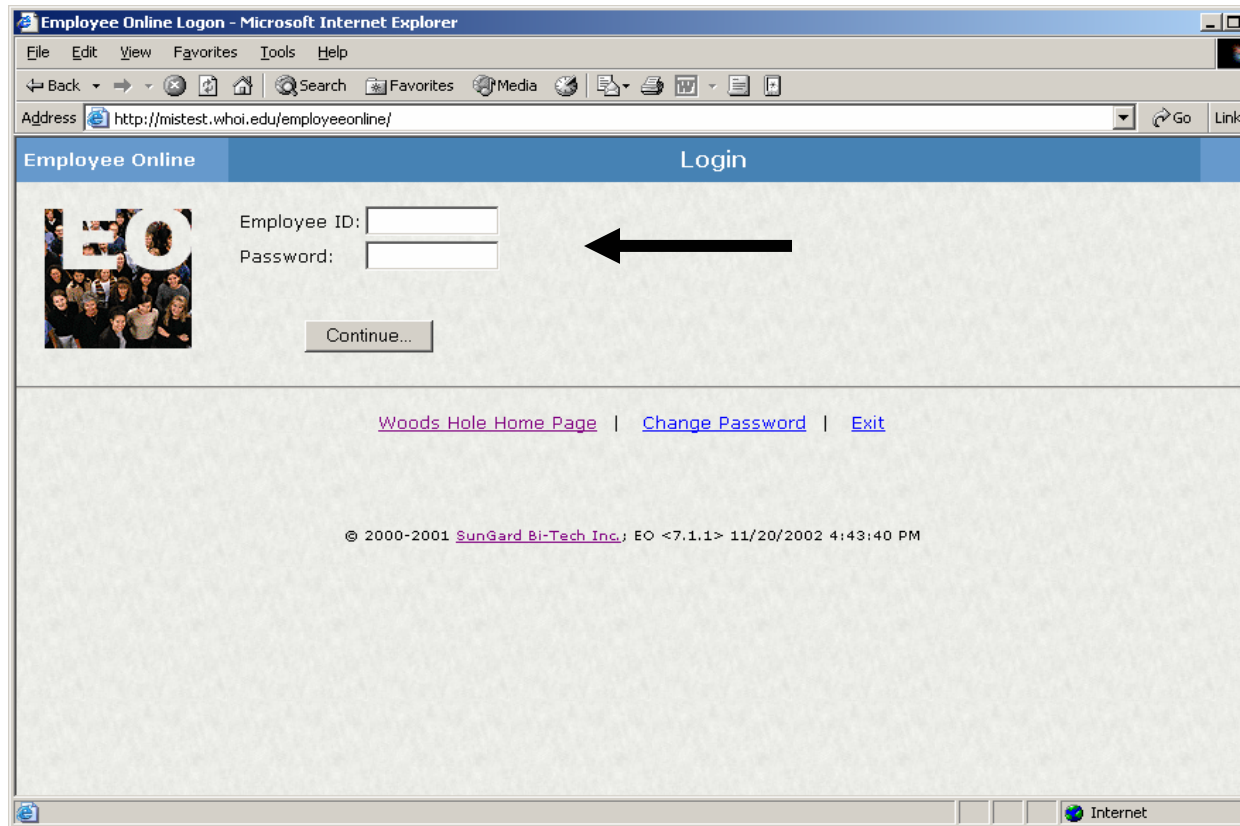 Employee Online Logon - Microsoft Internet Explorer
File Edit View Favorites Tools Help
Back Search Favorites Media
Address http://mistest.whoi.edu/employeeonline/ Go Link
Employee Online Login
EO
Employee ID:
Password:
Continue...
Woods Hole Home Page | Change Password | Exit
© 2000-2001 SunGard Bi-Tech Inc.; EO <7.1.1> 11/20/2002 4:43:40 PM
Internet